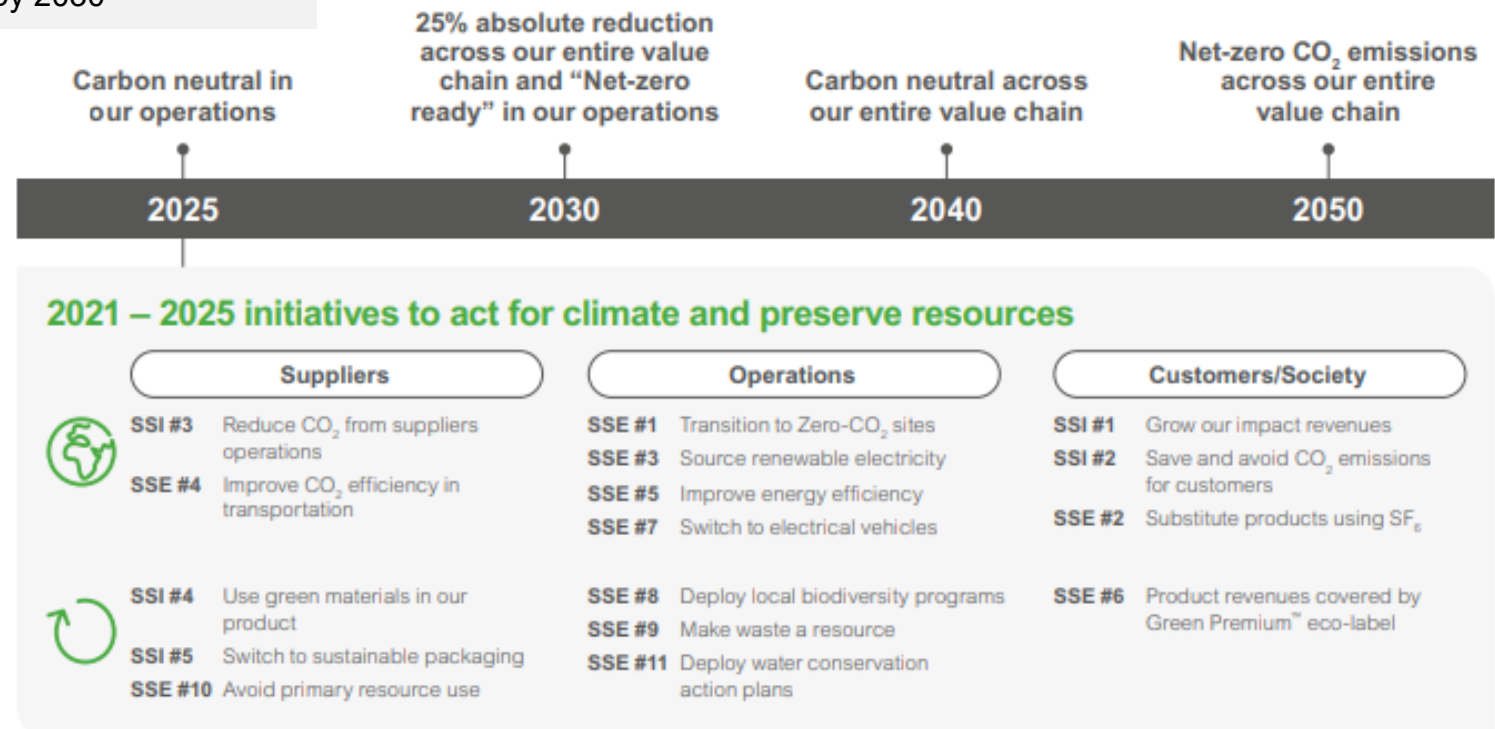 by 2050
Carbon neutral in
our operations
25% absolute reduction
across our entire value
chain and “Net-zero
ready” in our operations
Carbon neutral across
our entire value chain
Net-zero CO₂ emissions
across our entire
value chain
2025
2030
2040
2050
2021 – 2025 initiatives to act for climate and preserve resources
Suppliers
SSI #3 Reduce CO₂ from suppliers
operations
SSE #4 Improve CO₂ efficiency in
transportation
SSI #4 Use green materials in our
product
SSI #5 Switch to sustainable packaging
SSE #10 Avoid primary resource use
Operations
SSE #1 Transition to Zero-CO₂ sites
SSE #3 Source renewable electricity
SSE #5 Improve energy efficiency
SSE #7 Switch to electrical vehicles
SSE #8 Deploy local biodiversity programs
SSE #9 Make waste a resource
SSE #11 Deploy water conservation
action plans
Customers/Society
SSI #1 Grow our impact revenues
SSI #2 Save and avoid CO₂ emissions
for customers
SSE #2 Substitute products using SF₆
SSE #6 Product revenues covered by
Green Premium™ eco-label